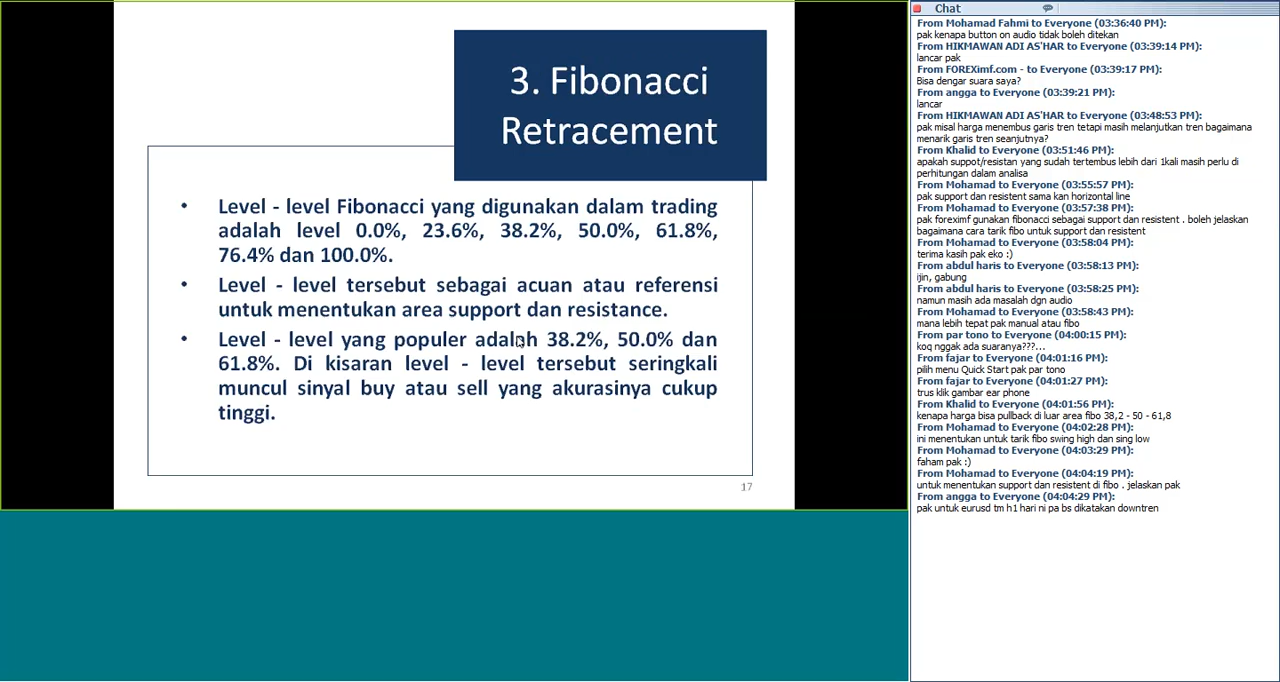 3. Fibonacci
Retracement
• Level - level Fibonacci yang digunakan dalam trading
adalah level 0.0%, 23.6%, 38.2%, 50.0%, 61.8%,
76.4% dan 100.0%.
• Level - level tersebut sebagai acuan atau referensi
untuk menentukan area support dan resistance.
• Level - level yang populer adalah 38.2%, 50.0% dan
61.8%. Di kisaran level - level tersebut seringkali
muncul sinyal buy atau sell yang akurasinya cukup
tinggi.
17
Chat
From Mohamad Fahmi to Everyone (03:36:40 PM):
pak kenapa button on audio tidak boleh ditekan
From HIKMAWAN ADI AS'HAR to Everyone (03:39:14 PM):
lancar pak
From FOREXimf.com - to Everyone (03:39:17 PM):
Bisa dengar suara saya?
From angga to Everyone (03:39:21 PM):
lancar
From HIKMAWAN ADI AS'HAR to Everyone (03:48:53 PM):
pak misal harga menembus garis tren tetapi masih melanjutkan tren bagaimana
menarik garis tren seanjutnya?
From Khalid to Everyone (03:51:46 PM):
apakah suppot/resistan yang sudah tertembus lebih dari 1kali masih perlu di
perhitungan dalam analisa
From Mohamad to Everyone (03:55:57 PM):
pak support dan resistent sama kan horizontal line
From Mohamad to Everyone (03:57:38 PM):
pak foreximf gunakan fibonacci sebagai support dan resistent . boleh jelaskan
bagaimana cara tarik fibo untuk support dan resistent
From Mohamad to Everyone (03:58:04 PM):
terima kasih pak eko :)
From abdul haris to Everyone (03:58:13 PM):
ijin, gabung
From abdul haris to Everyone (03:58:25 PM):
namun masih ada masalah dgn audio
From Mohamad to Everyone (03:58:43 PM):
mana lebih tepat pak manual atau fibo
From par tono to Everyone (04:00:15 PM):
koq nggak ada suaranya???...
From fajar to Everyone (04:01:16 PM):
pilih menu Quick Start pak par tono
From fajar to Everyone (04:01:27 PM):
trus klik gambar ear phone
From Khalid to Everyone (04:01:56 PM):
kenapa harga bisa pullback di luar area fibo 38,2 - 50 - 61,8
From Mohamad to Everyone (04:02:28 PM):
ini menentukan untuk tarik fibo swing high dan sing low
From Mohamad to Everyone (04:03:29 PM):
faham pak :)
From Mohamad to Everyone (04:04:19 PM):
untuk menentukan support dan resistent di fibo . jelaskan pak
From angga to Everyone (04:04:29 PM):
pak untuk eurusd tm h1 hari ni pa bs dikatakan downtren